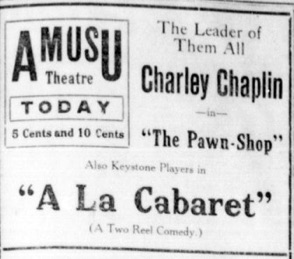 AMUSU
Theatre
TODAY
5 Cents and 10 Cents
The Leader of
Them All
Charley Chaplin
—in—
"The Pawn-Shop"
Also Keystone Players in
"A La Cabaret"
(A Two Reel Comedy.)